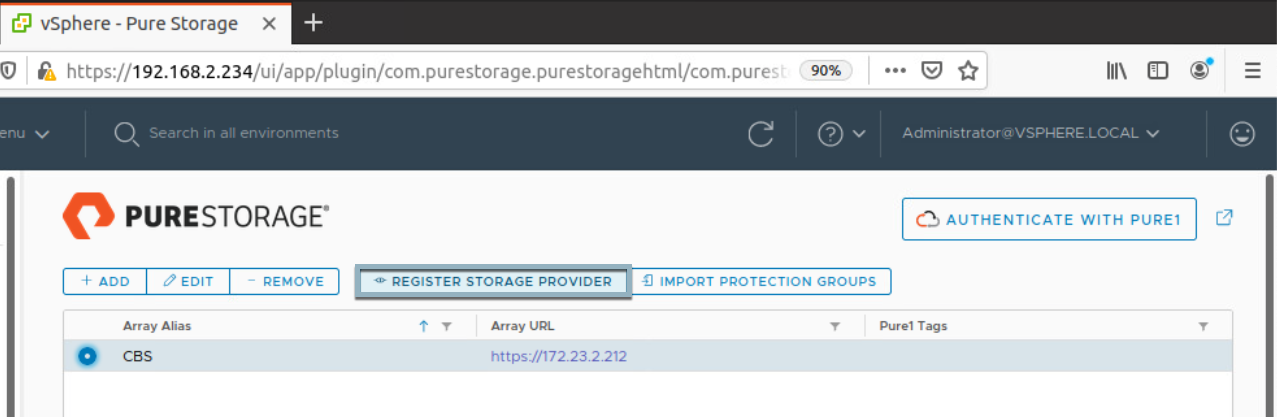 vSphere - Pure Storage
https://192.168.2.234/ui/app/plugin/com.purestorage.purestoragehtml/com.purest 90%
enu Search in all environments Administrator@VSPHERE.LOCAL
PURESTORAGE® AUTHENTICATE WITH PURE1
+ ADD EDIT - REMOVE REGISTER STORAGE PROVIDER IMPORT PROTECTION GROUPS
Array Alias Array URL Pure1 Tags
CBS https://172.23.2.212